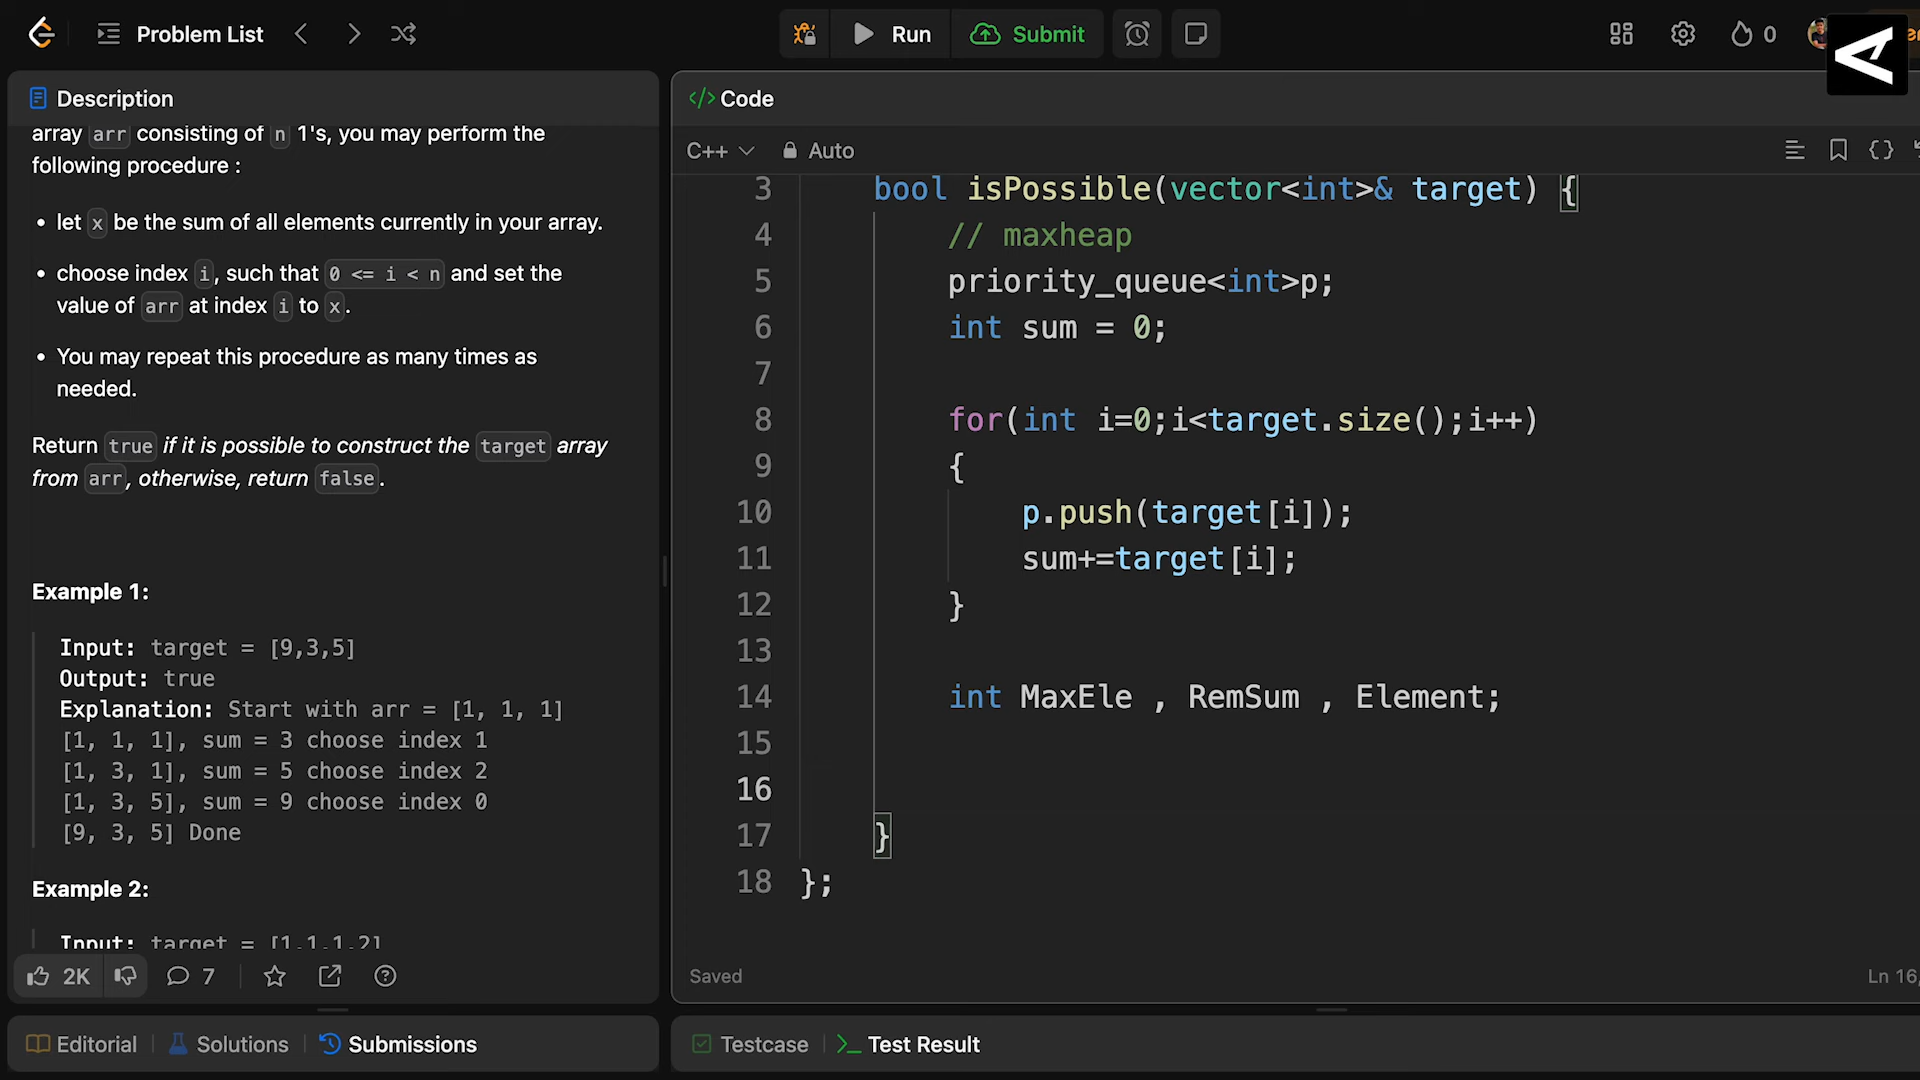 Problem List
Run
Submit
0
Description
array arr consisting of n 1's, you may perform the
following procedure :
• let x be the sum of all elements currently in your array.
• choose index i, such that 0 <= i < n and set the
value of arr at index i to x.
• You may repeat this procedure as many times as
needed.
Return true if it is possible to construct the target array
from arr, otherwise, return false.
Example 1:
Input: target = [9,3,5]
Output: true
Explanation: Start with arr = [1, 1, 1]
[1, 1, 1], sum = 3 choose index 1
[1, 3, 1], sum = 5 choose index 2
[1, 3, 5], sum = 9 choose index 0
[9, 3, 5] Done
Example 2:
Input: target = [1,1,1,2]
2K
7
Editorial
Solutions
Submissions
</> Code
C++
Auto
3 bool isPossible(vector<int>& target) {
4 // maxheap
5 priority_queue<int>p;
6 int sum = 0;
7
8 for(int i=0;i<target.size();i++)
9 {
10 p.push(target[i]);
11 sum+=target[i];
12 }
13
14 int MaxEle , RemSum , Element;
15
16
17 }
18 };
Saved
Ln 16,
Testcase
Test Result